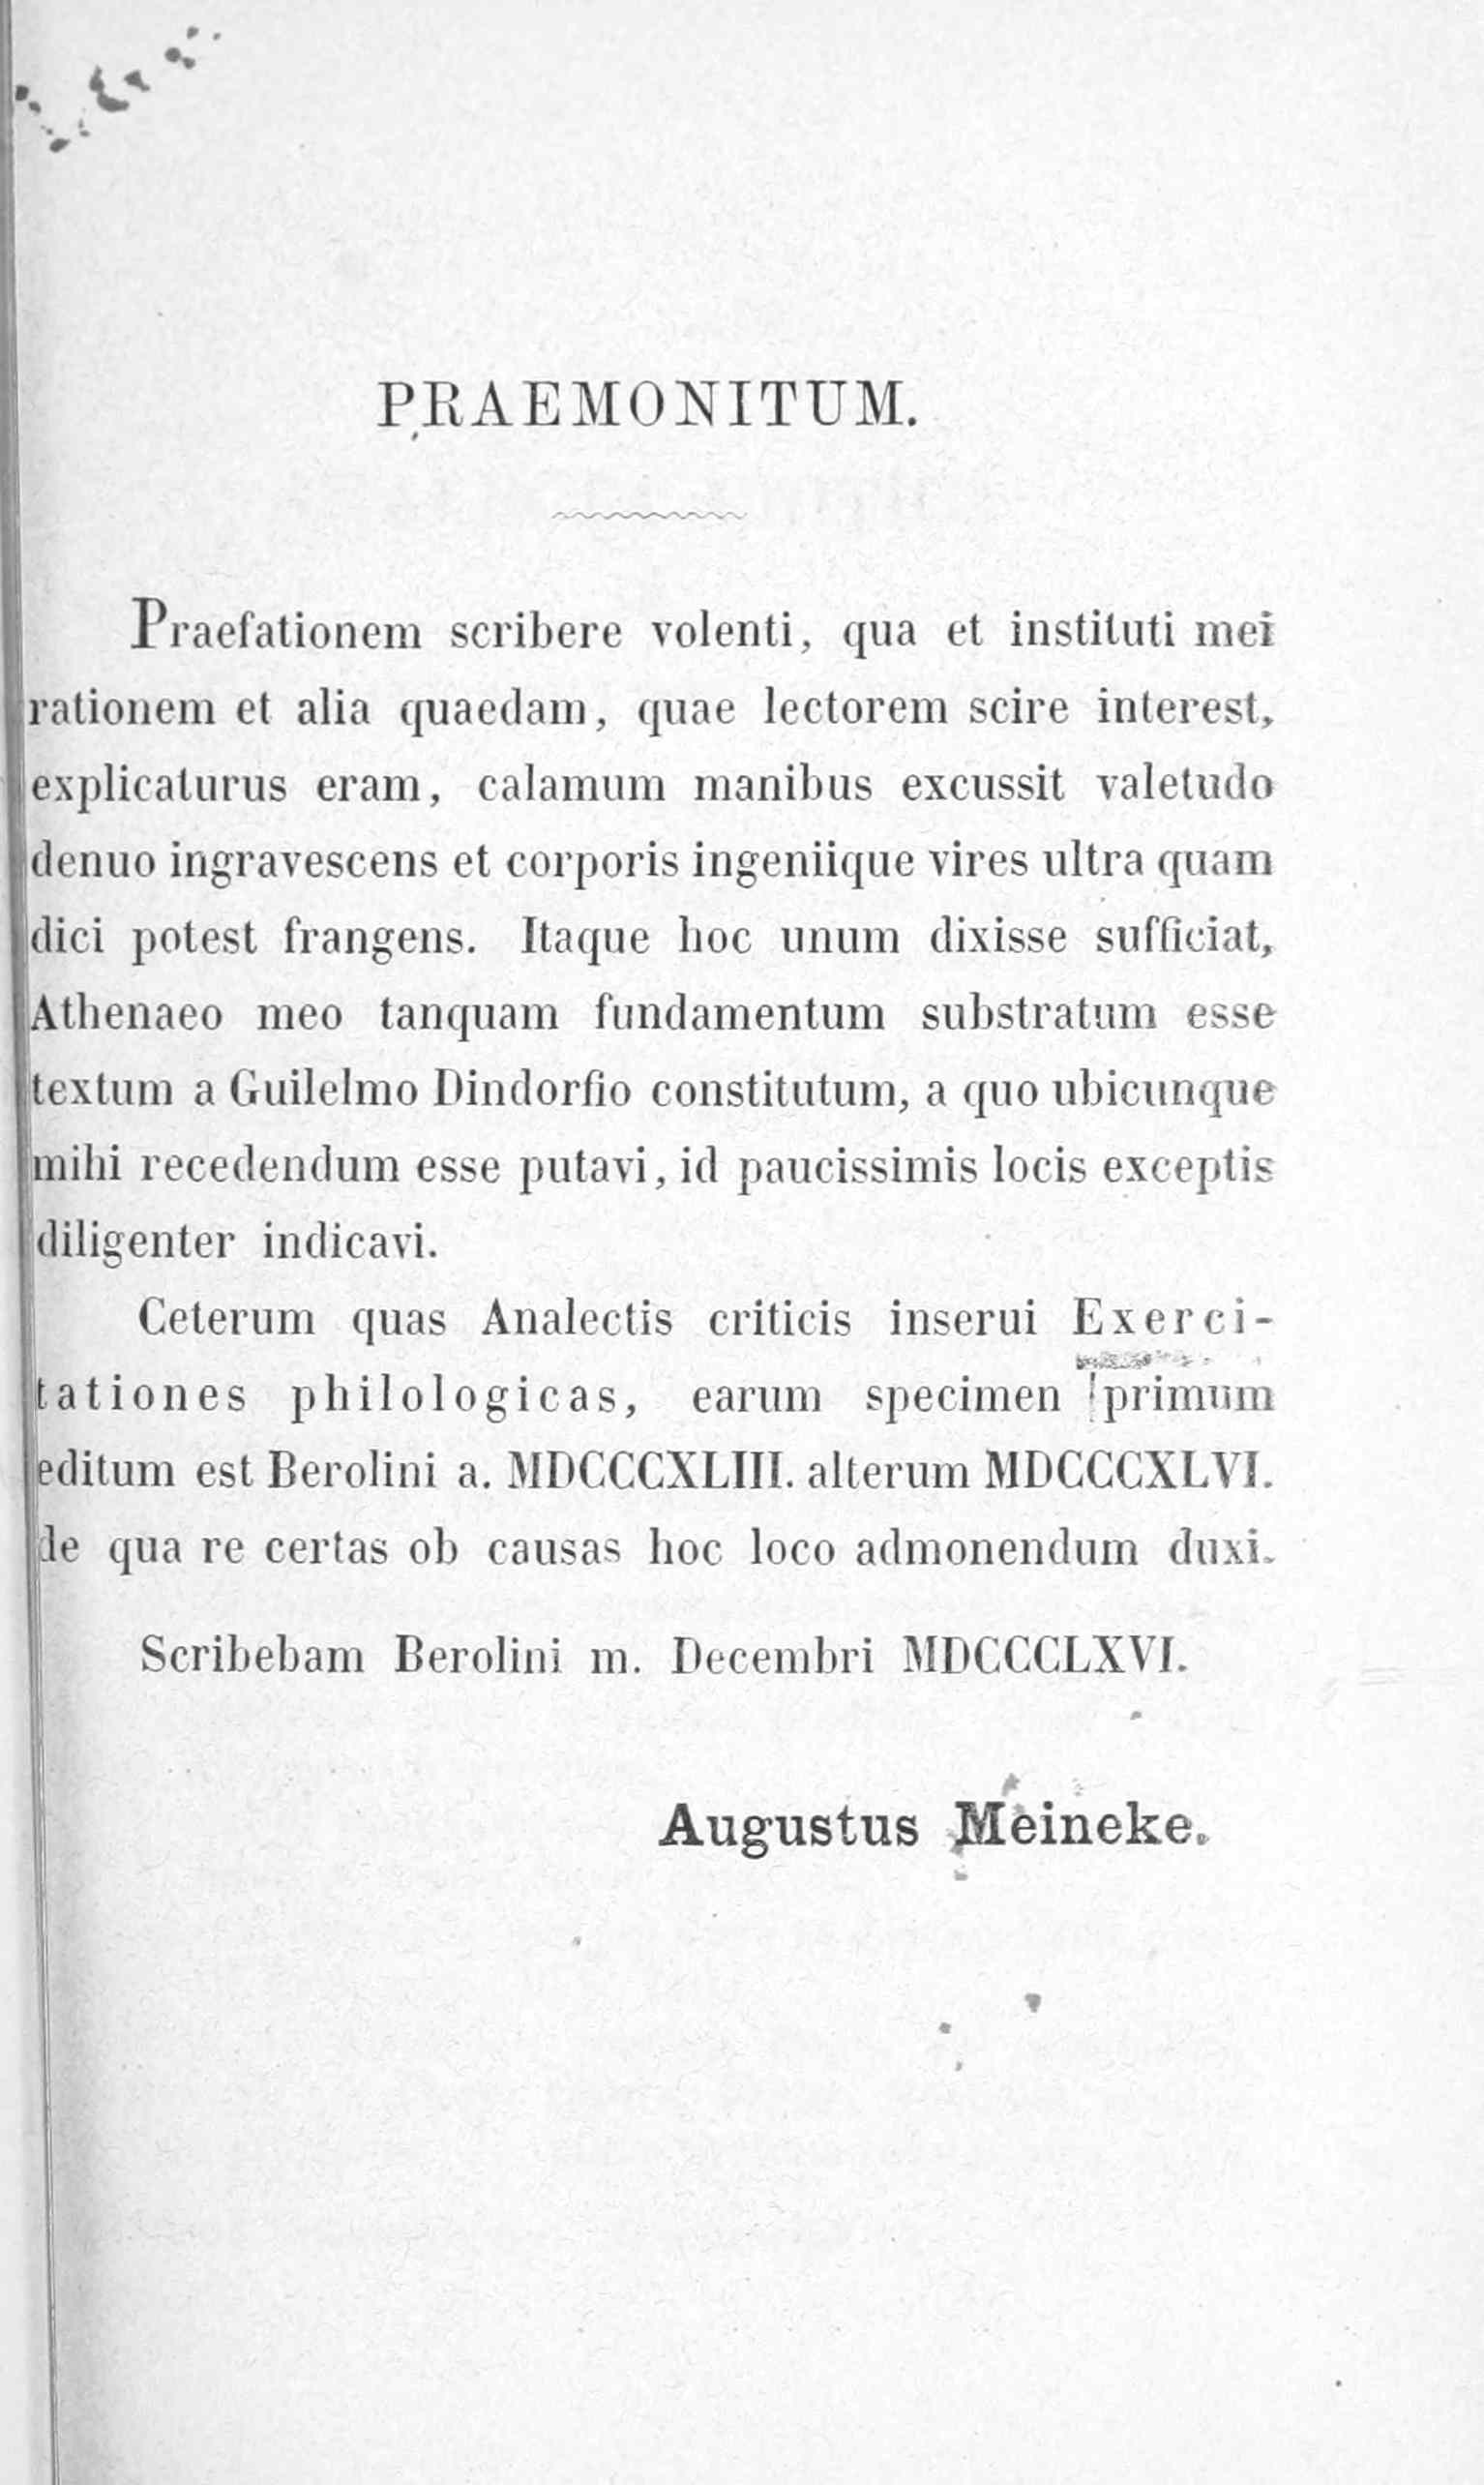 PRAEMONITUM.
Praefationem scribere volenti, qua et instituti mei
rationem et alia quaedam, quae lectorem scire interest,
explicaturus eram, calamum manibus excussit valetudo
denuo ingravescens et corporis ingeniique vires ultra quam
dici potest frangens. Itaque hoc unum dixisse sufficiat,
Athenaeo meo tanquam fundamentum substratum esse
textum a Guilelmo Dindorfio constitutum, a quo ubicunque
mihi recedendum esse putavi, id paucissimis locis exceptis
diligenter indicavi.
Ceterum quas Analectis criticis inserui Exerci-
tationes philologicas, earum specimen primum
editum est Berolini a. MDCCCXLIII. alterum MDCCCXLVI.
de qua re certas ob causas hoc loco admonendum duxi.
Scribebam Berolini m. Decembri MDCCCLXVI.
Augustus Meineke.